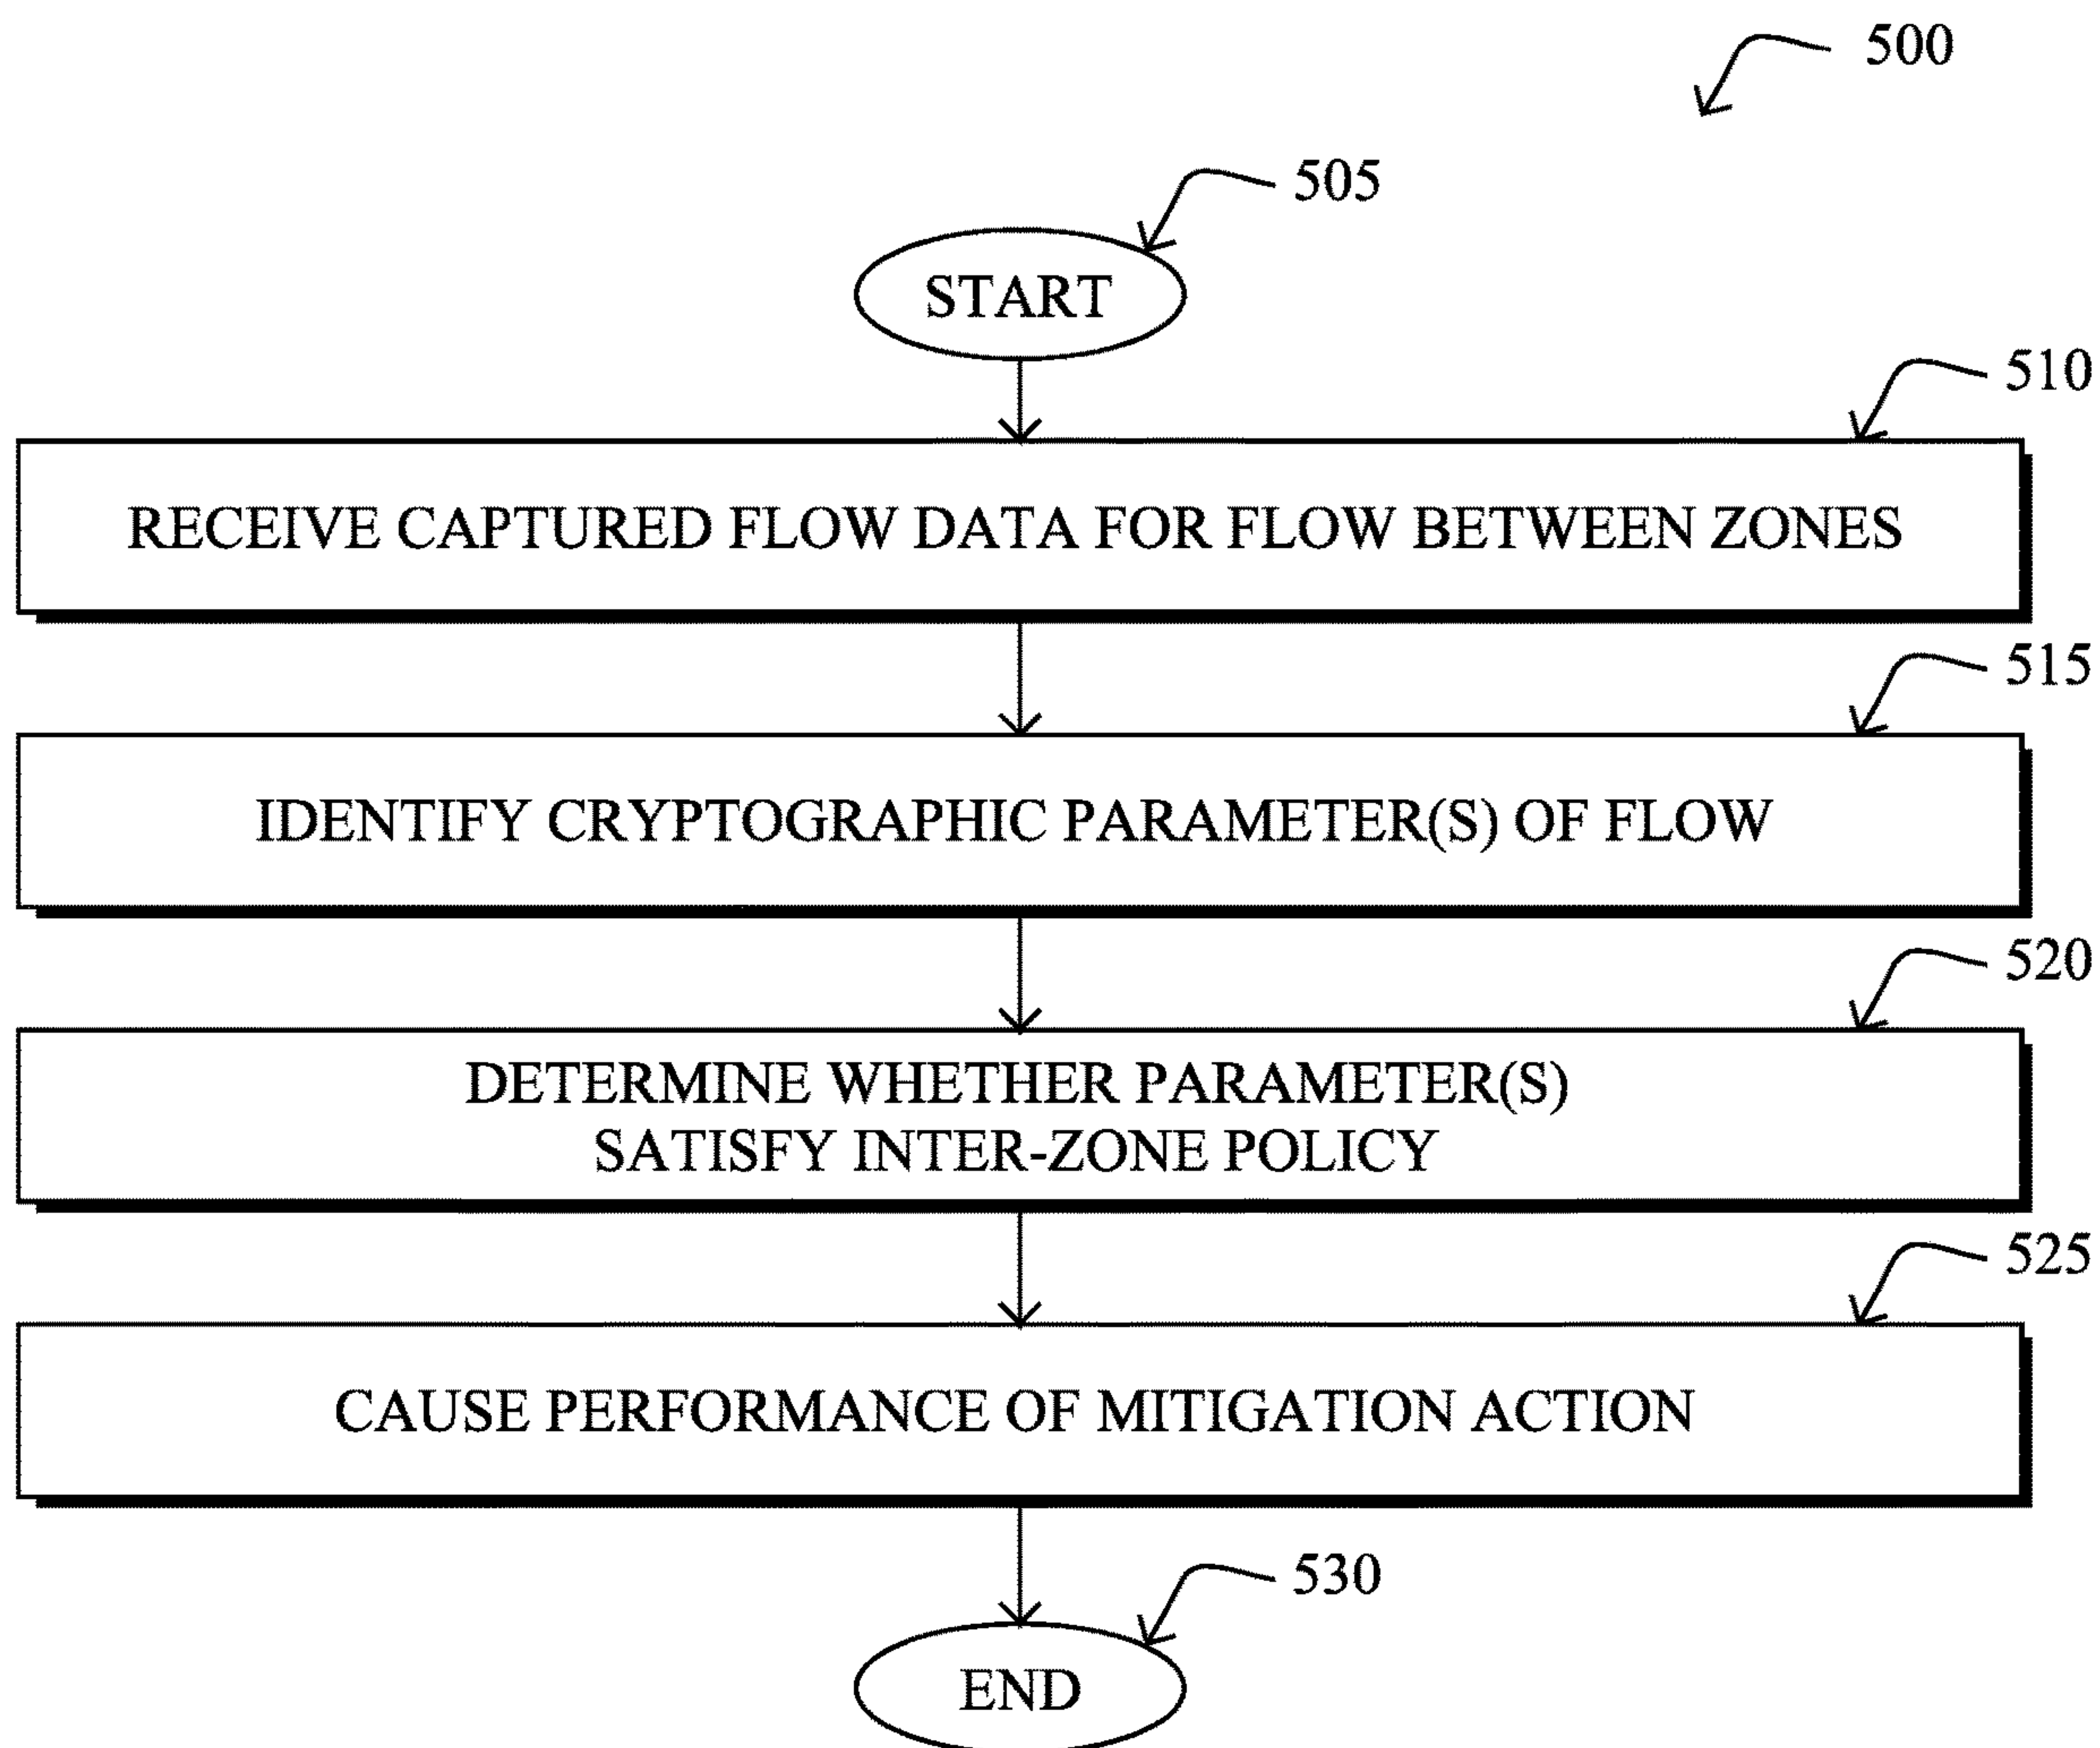 500
505
START
510
RECEIVE CAPTURED FLOW DATA FOR FLOW BETWEEN ZONES
515
IDENTIFY CRYPTOGRAPHIC PARAMETER(S) OF FLOW
520
DETERMINE WHETHER PARAMETER(S)
SATISFY INTER-ZONE POLICY
525
CAUSE PERFORMANCE OF MITIGATION ACTION
530
END